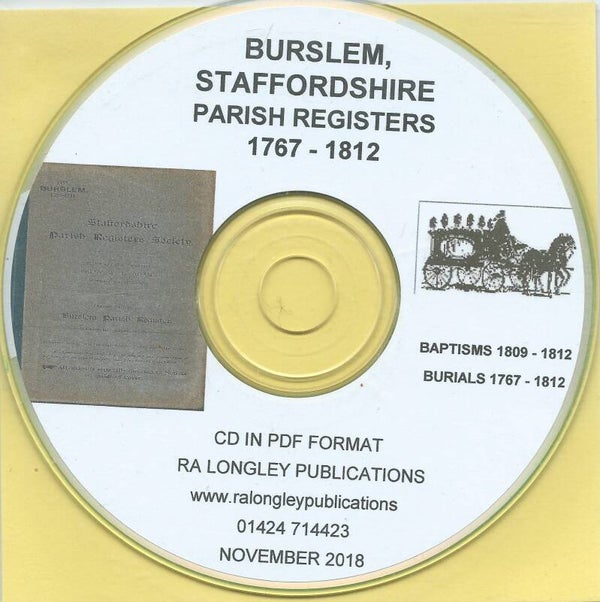 BURSLEM,
STAFFORDSHIRE
PARISH REGISTERS
1767 - 1812
BURSLEM.
Staffordshire
Parish Registers Society
Burslem Parish Register
BAPTISMS 1809 - 1812
BURIALS 1767 - 1812
CD IN PDF FORMAT
RA LONGLEY PUBLICATIONS
www.ralongleypublications
01424 714423
NOVEMBER 2018